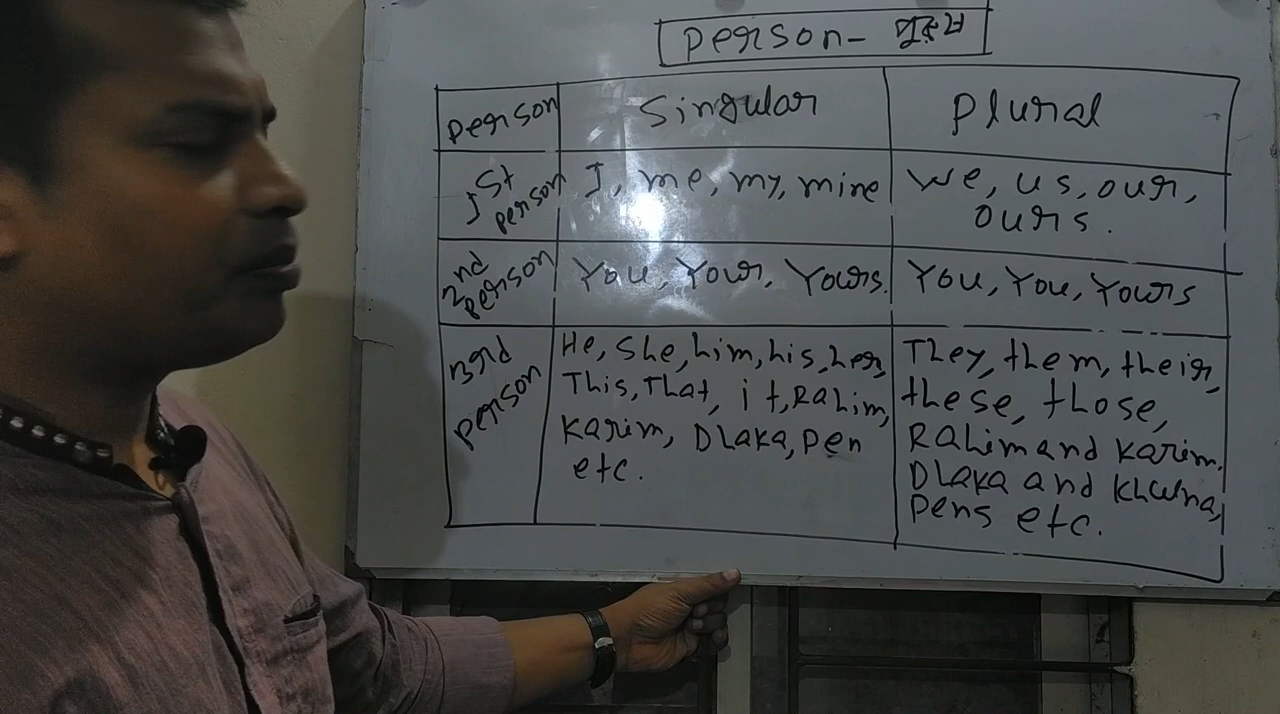 person- পুরুষ
person Singular Plural
1st person
I, me, my, mine
We, us, our,
ours.
2nd person
You, Your, Yours.
You, You, Yours
3rd person
He, She, him, his, her,
This, That, it, Rahim,
Karim, Dhaka, Pen
etc.
They, them, their,
these, those,
Rahim and Karim,
Dhaka and Khulna,
Pens etc.